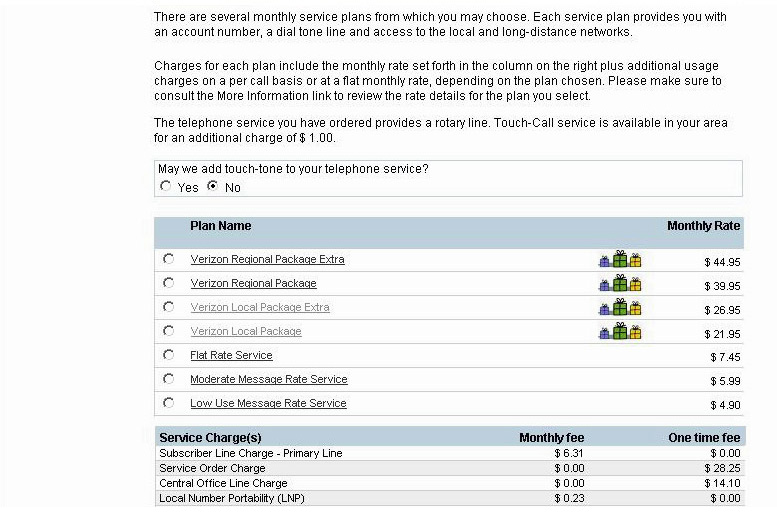 There are several monthly service plans from which you may choose. Each service plan provides you with
an account number, a dial tone line and access to the local and long-distance networks.
Charges for each plan include the monthly rate set forth in the column on the right plus additional usage
charges on a per call basis or at a flat monthly rate, depending on the plan chosen. Please make sure to
consult the More Information link to review the rate details for the plan you select.
The telephone service you have ordered provides a rotary line. Touch-Call service is available in your area
for an additional charge of $ 1.00.
May we add touch-tone to your telephone service?
Yes No
Plan Name Monthly Rate
Verizon Regional Package Extra $ 44.95
Verizon Regional Package $ 39.95
Verizon Local Package Extra $ 26.95
Verizon Local Package $ 21.95
Flat Rate Service $ 7.45
Moderate Message Rate Service $ 5.99
Low Use Message Rate Service $ 4.90
Service Charge(s) Monthly fee One time fee
Subscriber Line Charge - Primary Line $ 6.31 $ 0.00
Service Order Charge $ 0.00 $ 28.25
Central Office Line Charge $ 0.00 $ 14.10
Local Number Portability (LNP) $ 0.23 $ 0.00